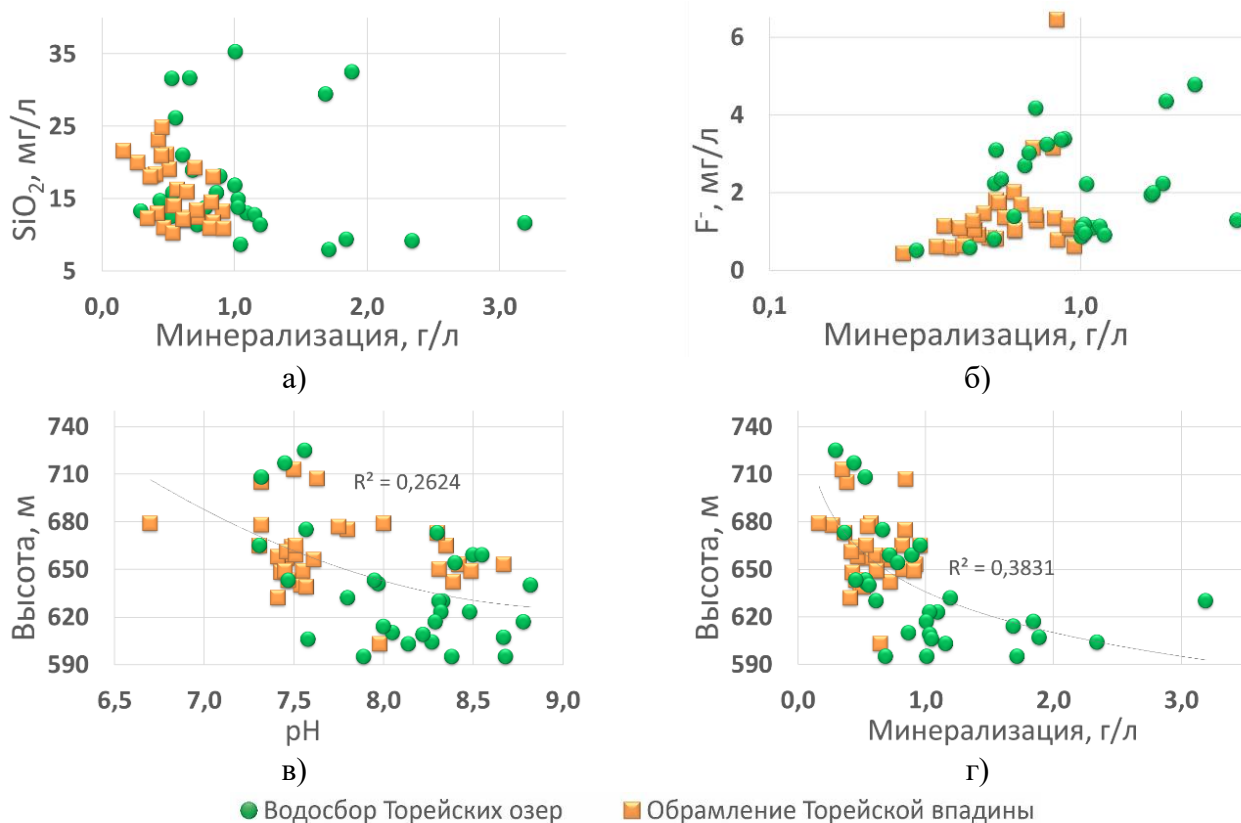 SiO2, мг/л
35
25
15
5
0,0 1,0 2,0 3,0
Минерализация, г/л
а)
F-, мг/л
6
4
2
0
0,1 1,0
Минерализация, г/л
б)
Высота, м
740
710
680
650
620
590
R² = 0,2624
6,5 7,0 7,5 8,0 8,5 9,0
pH
в)
Высота, м
740
710
680
650
620
590
R² = 0,3831
0,0 1,0 2,0 3,0
Минерализация, г/л
г)
Водосбор Торейских озер Обрамление Торейской впадины